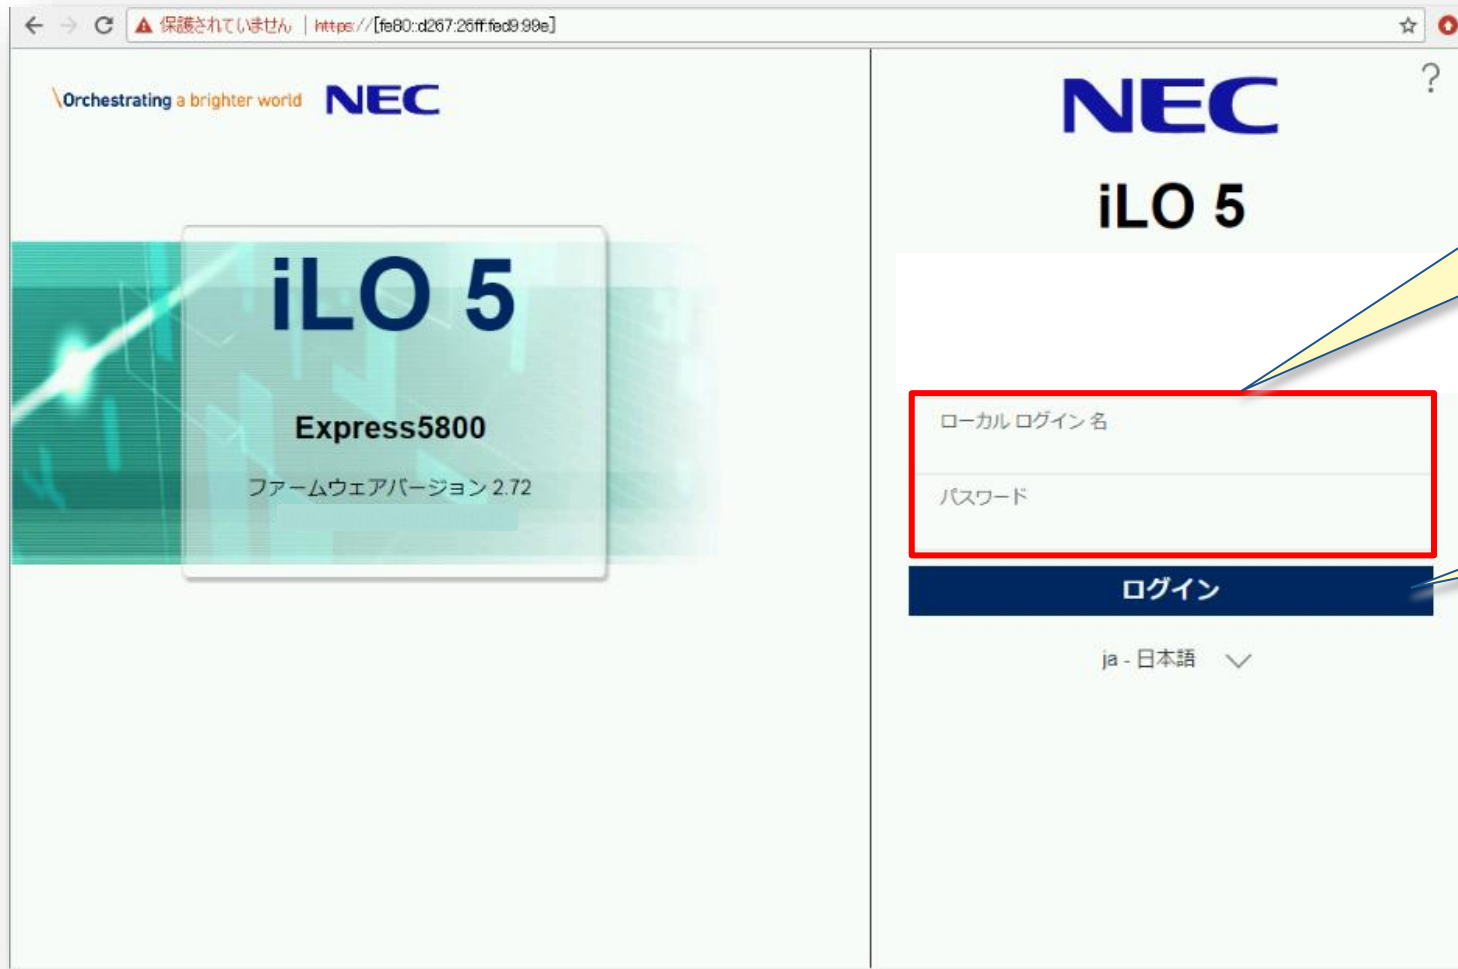 保護されていません | https://[fe80::d267:26ff:fed9:99e]
\Orchestrating a brighter world NEC
iLO 5
Express5800
ファームウェアバージョン 2.72
NEC
?
iLO 5
ローカル ログイン 名
パスワード
ログイン
ja - 日本語